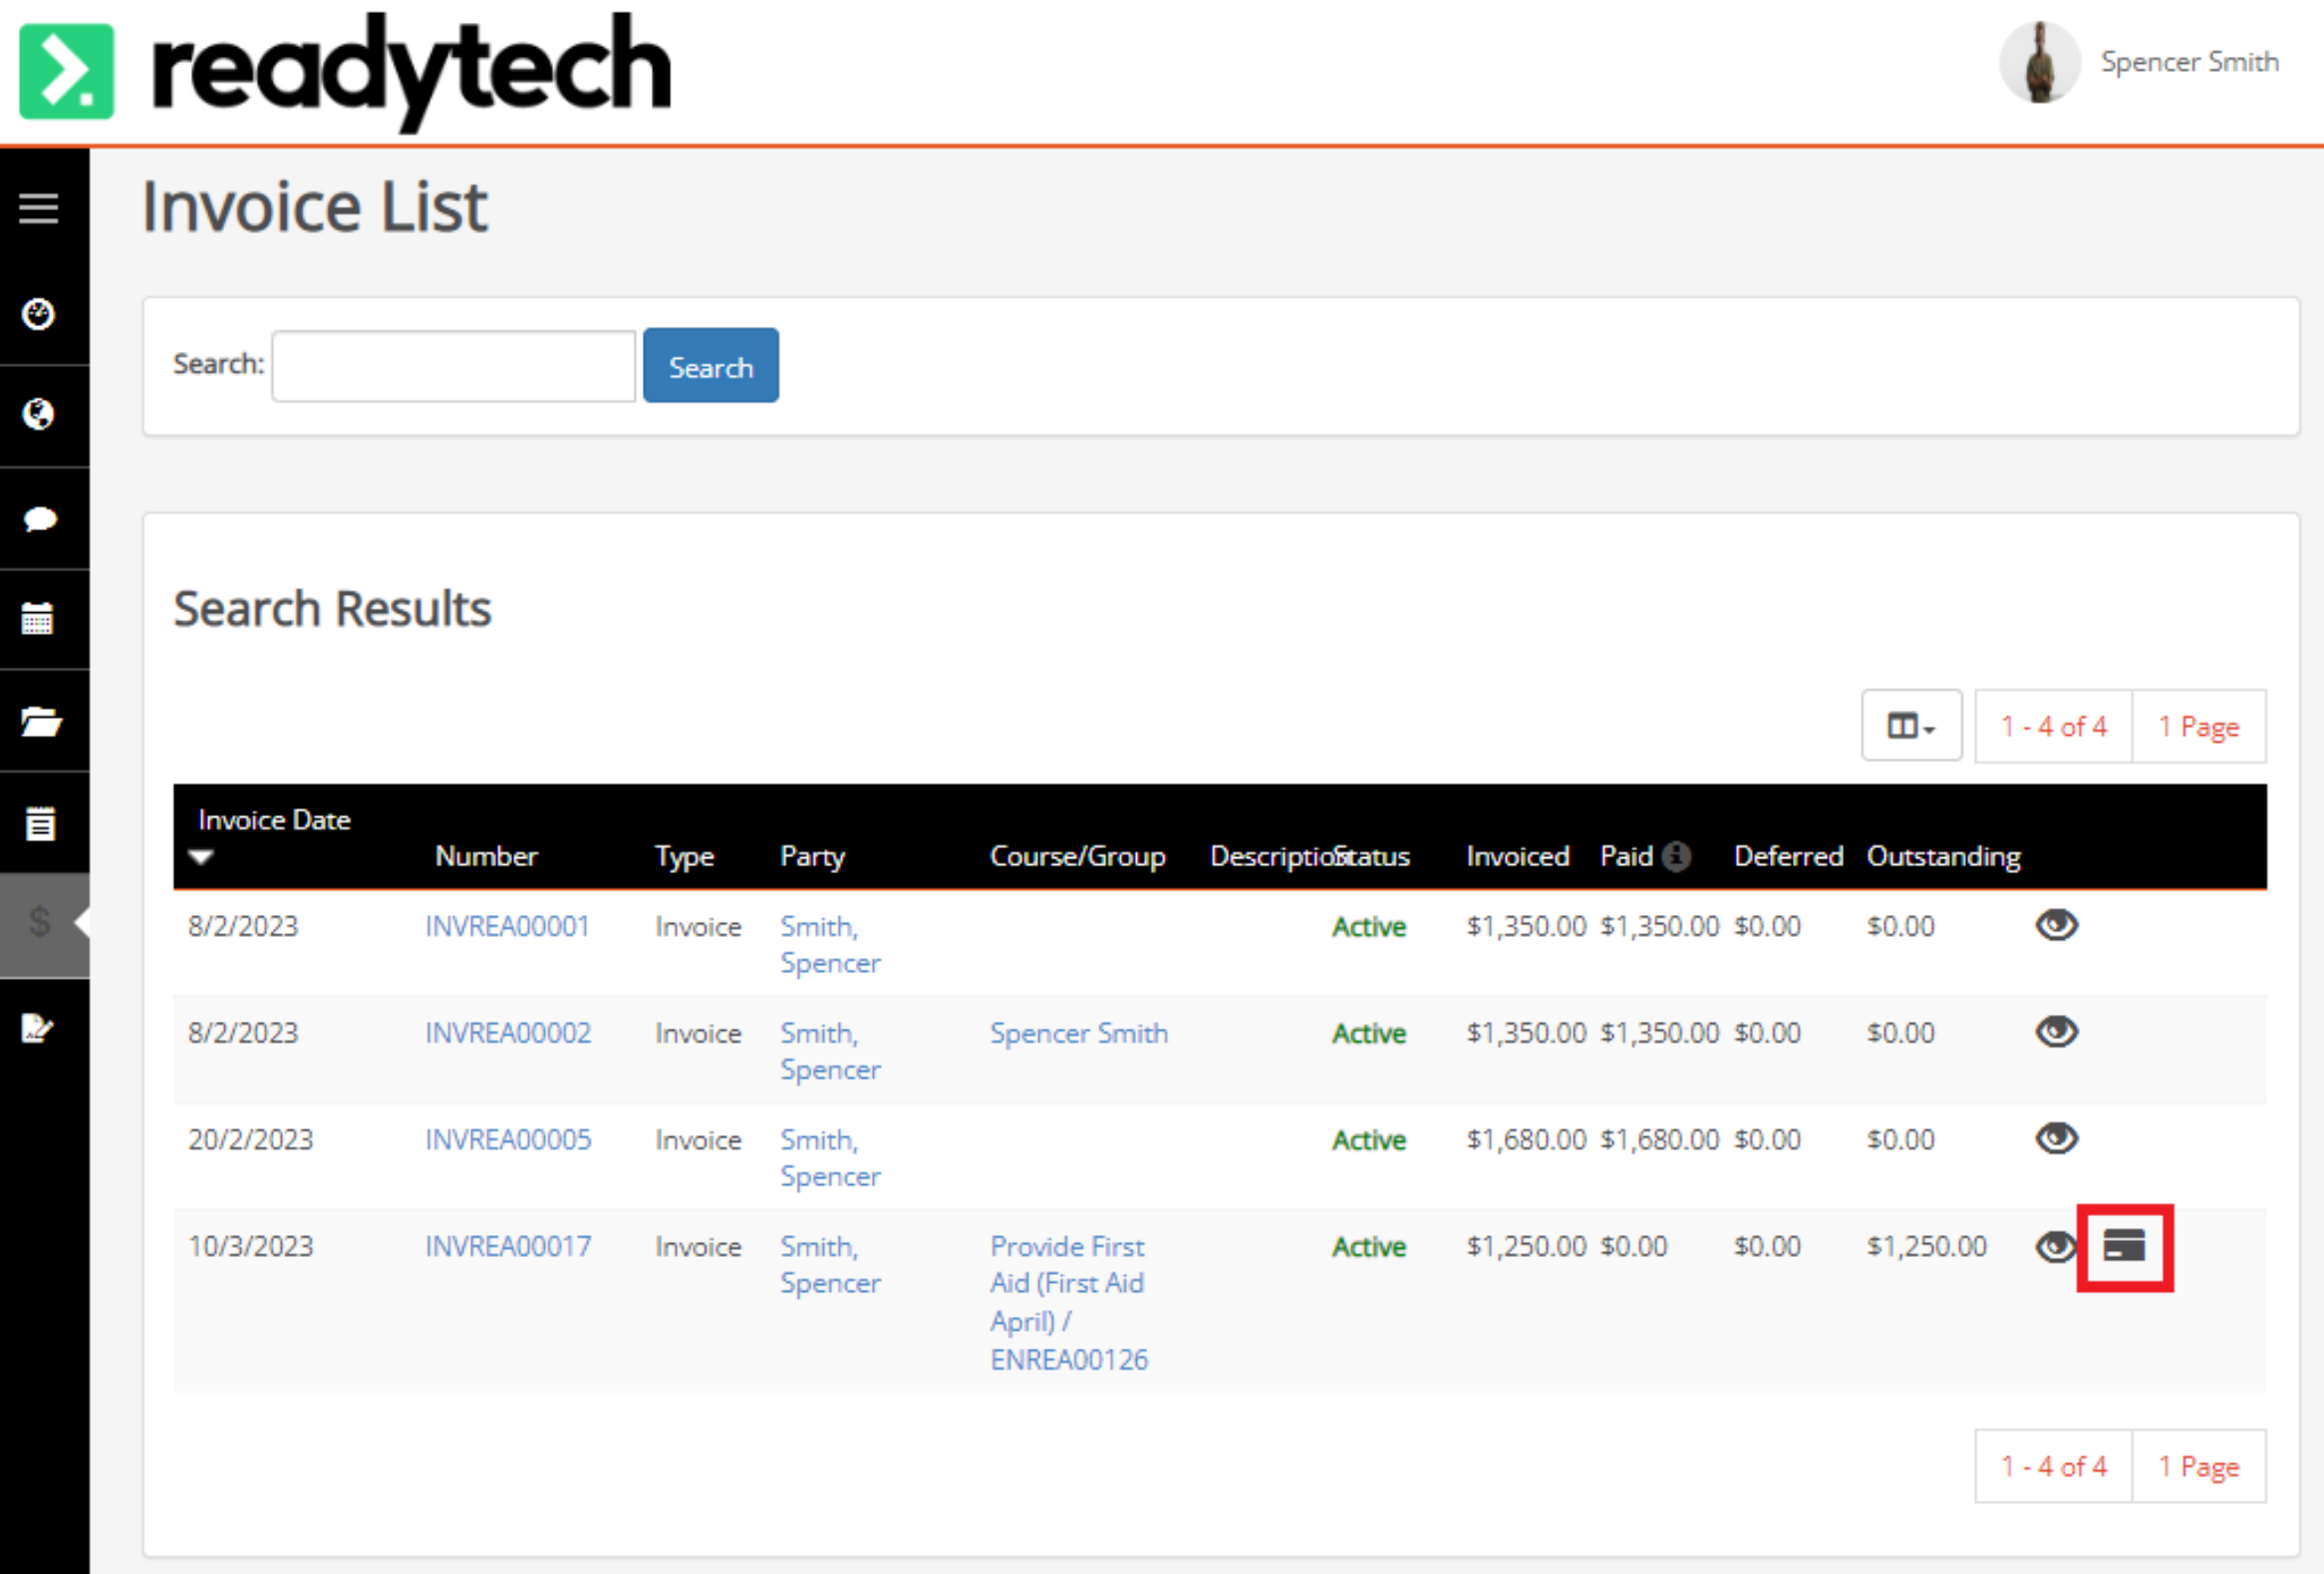 readytech
Spencer Smith
Invoice List
Search:
Search
Search Results
1 - 4 of 4
1 Page
Invoice Date
Number Type Party Course/Group Description Status Invoiced Paid Deferred Outstanding
8/2/2023 INVREA00001 Invoice Smith, Active $1,350.00 $1,350.00 $0.00 $0.00
Spencer
8/2/2023 INVREA00002 Invoice Smith, Spencer Smith Active $1,350.00 $1,350.00 $0.00 $0.00
Spencer
20/2/2023 INVREA00005 Invoice Smith, Active $1,680.00 $1,680.00 $0.00 $0.00
Spencer
10/3/2023 INVREA00017 Invoice Smith, Provide First Active $1,250.00 $0.00 $0.00 $1,250.00
Spencer Aid (First Aid
April) /
ENREA00126
1 - 4 of 4
1 Page